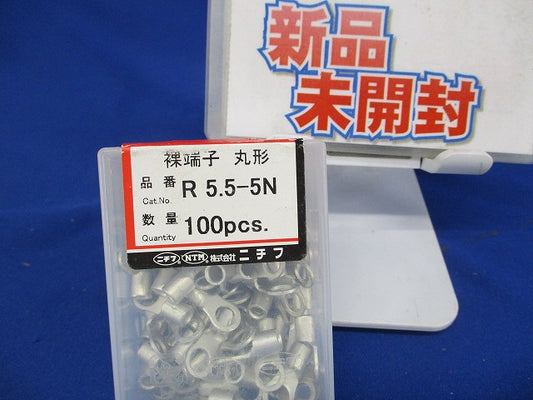 新品
未開封
裸端子 丸形
品番 R 5.5-5N
Cat.No.
数量 100pcs.
Quantity
ニチフ NTM 株式会社 ニチフ